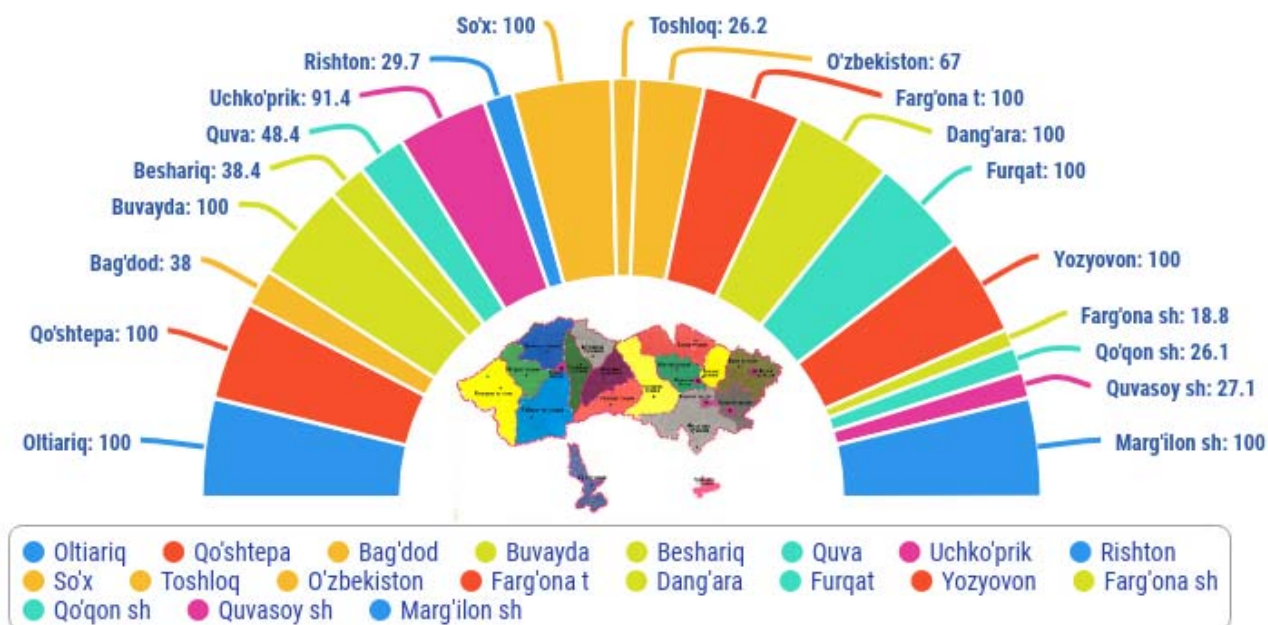 So'x: 100
Toshloq: 26.2
Rishton: 29.7
O'zbekiston: 67
Uchko'prik: 91.4
Farg'ona t: 100
Quva: 48.4
Dang'ara: 100
Beshariq: 38.4
Furqat: 100
Buvayda: 100
Bag'dod: 38
Yozyovon: 100
Qo'shtepa: 100
Farg'ona sh: 18.8
Qo'qon sh: 26.1
Quvasoy sh: 27.1
Oltiariq: 100
Marg'ilon sh: 100
Oltiariq Qo'shtepa Bag'dod Buvayda Beshariq Quva Uchko'prik Rishton
So'x Toshloq O'zbekiston Farg'ona t Dang'ara Furqat Yozyovon Farg'ona sh
Qo'qon sh Quvasoy sh Marg'ilon sh